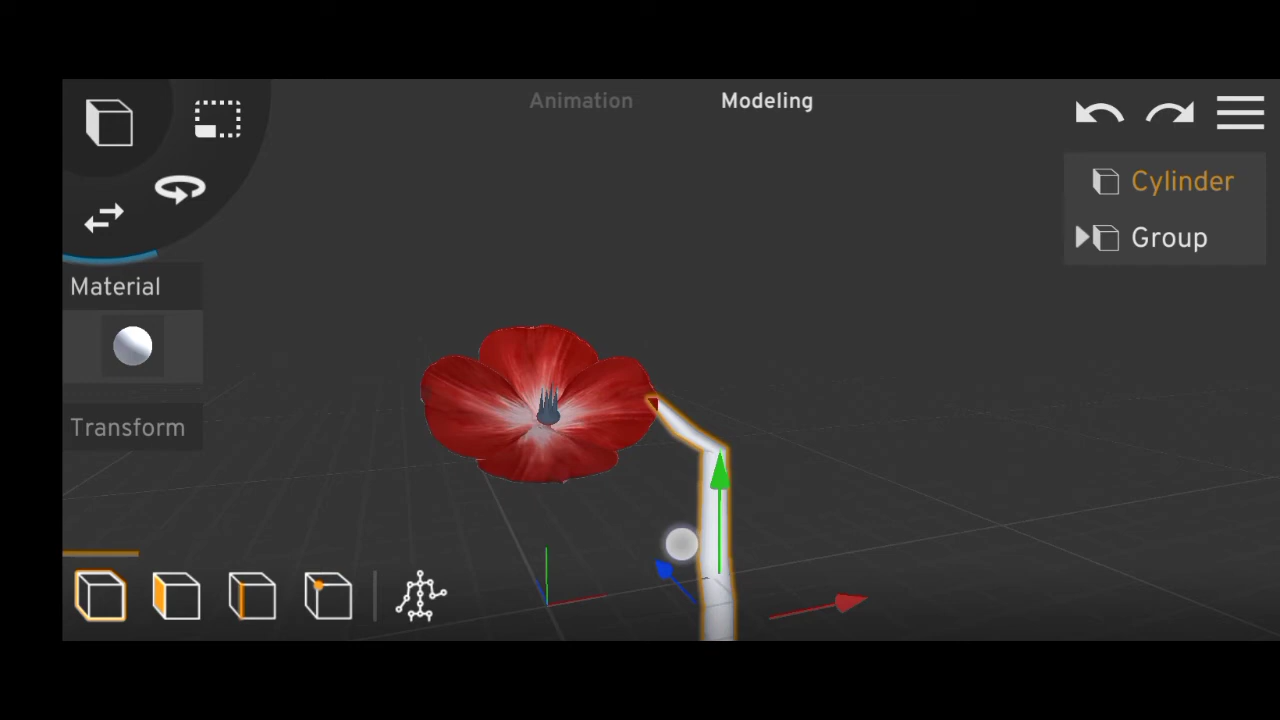 Animation
Modeling
Cylinder
Group
Material
Transform